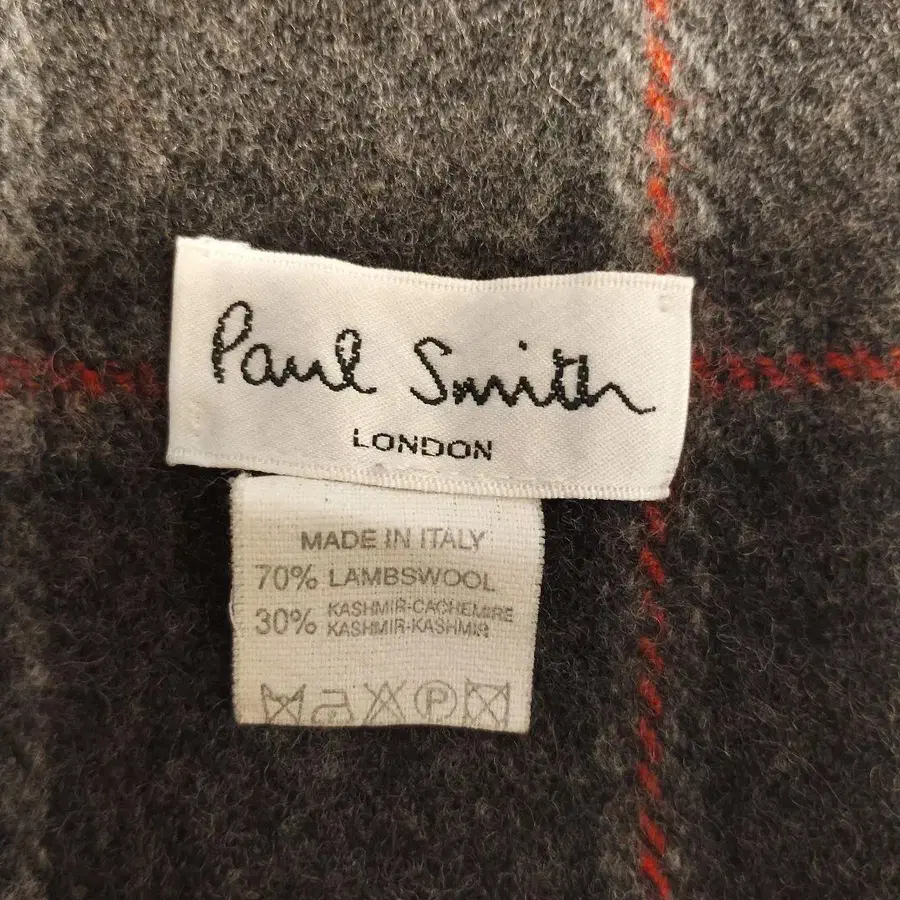 Paul Smith
LONDON
MADE IN ITALY
70% LAMBSWOOL
30% KASHMIR-CACHEMIRE
KASHMIR-KASHMIR
P